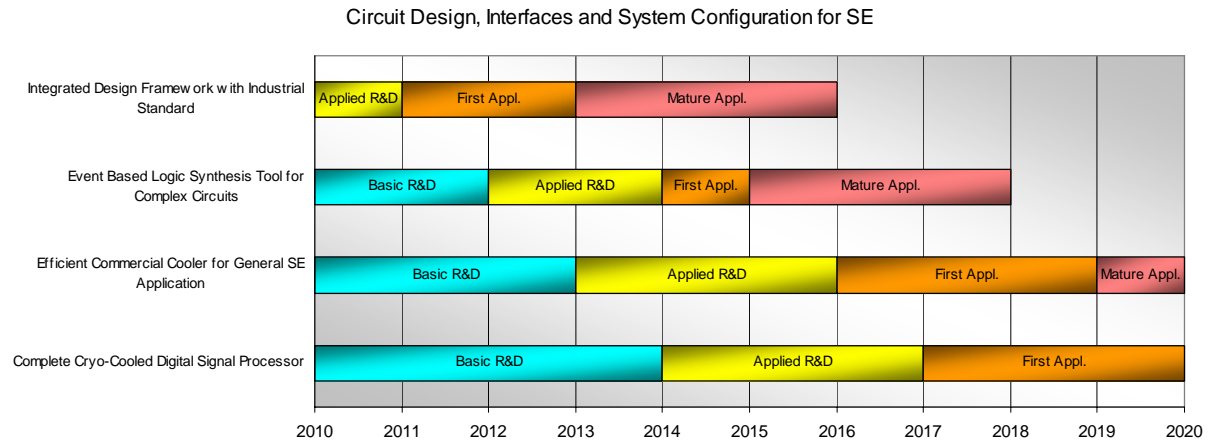 Circuit Design, Interfaces and System Configuration for SE
Integrated Design Framework with Industrial
Standard
Applied R&D
First Appl.
Mature Appl.
Event Based Logic Synthesis Tool for
Complex Circuits
Basic R&D
Applied R&D
First Appl.
Mature Appl.
Efficient Commercial Cooler for General SE
Application
Basic R&D
Applied R&D
First Appl.
Mature Appl.
Complete Cryo-Cooled Digital Signal Processor
Basic R&D
Applied R&D
First Appl.
2010 2011 2012 2013 2014 2015 2016 2017 2018 2019 2020